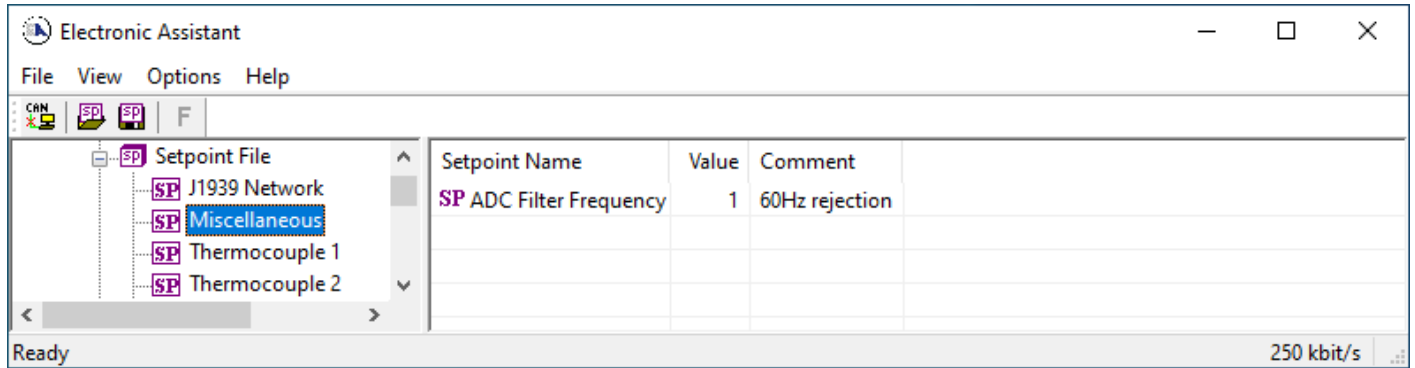 Electronic Assistant
File View Options Help
CAN SP SP F
SP Setpoint File
SP J1939 Network
SP Miscellaneous
SP Thermocouple 1
SP Thermocouple 2
Setpoint Name Value Comment
SP ADC Filter Frequency 1 60Hz rejection
Ready 250 kbit/s